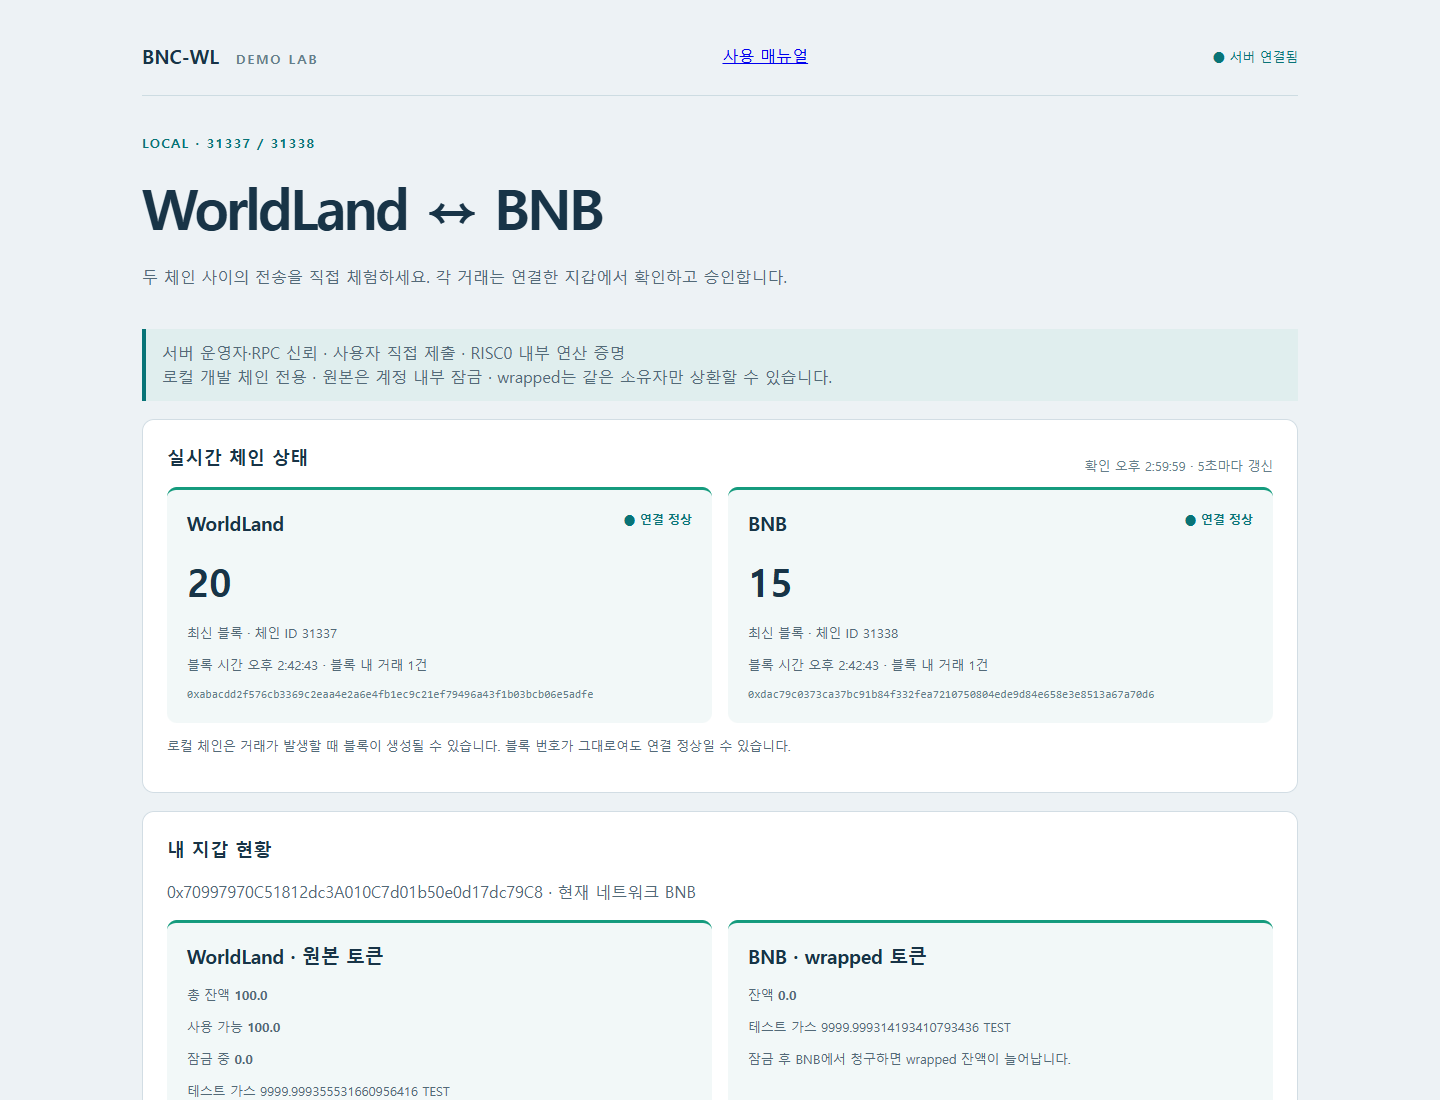 BNC-WL DEMO LAB
사용 매뉴얼
● 서버 연결됨
LOCAL · 31337 / 31338
WorldLand ↔ BNB
두 체인 사이의 전송을 직접 체험하세요. 각 거래는 연결한 지갑에서 확인하고 승인합니다.
서버 운영자·RPC 신뢰 · 사용자 직접 제출 · RISC0 내부 연산 증명
로컬 개발 체인 전용 · 원본은 계정 내부 잠금 · wrapped는 같은 소유자만 상환할 수 있습니다.
실시간 체인 상태
확인 오후 2:59:59 · 5초마다 갱신
WorldLand
● 연결 정상
20
최신 블록 · 체인 ID 31337
블록 시간 오후 2:42:43 · 블록 내 거래 1건
0xabacdd2f576cb3369c2eaa4e2a6e4fb1ec9c21ef79496a43f1b03bcb06e5adfe
BNB
● 연결 정상
15
최신 블록 · 체인 ID 31338
블록 시간 오후 2:42:43 · 블록 내 거래 1건
0xdac79c0373ca37bc91b84f332fea7210750804ede9d84e658e3e8513a67a70d6
로컬 체인은 거래가 발생할 때 블록이 생성될 수 있습니다. 블록 번호가 그대로여도 연결 정상일 수 있습니다.
내 지갑 현황
0x70997970C51812dc3A010C7d01b50e0d17dc79C8 · 현재 네트워크 BNB
WorldLand · 원본 토큰
총 잔액 100.0
사용 가능 100.0
잠금 중 0.0
테스트 가스 9999.999355531660956416 TEST
BNB · wrapped 토큰
잔액 0.0
테스트 가스 9999.999314193410793436 TEST
잠금 후 BNB에서 청구하면 wrapped 잔액이 늘어납니다.